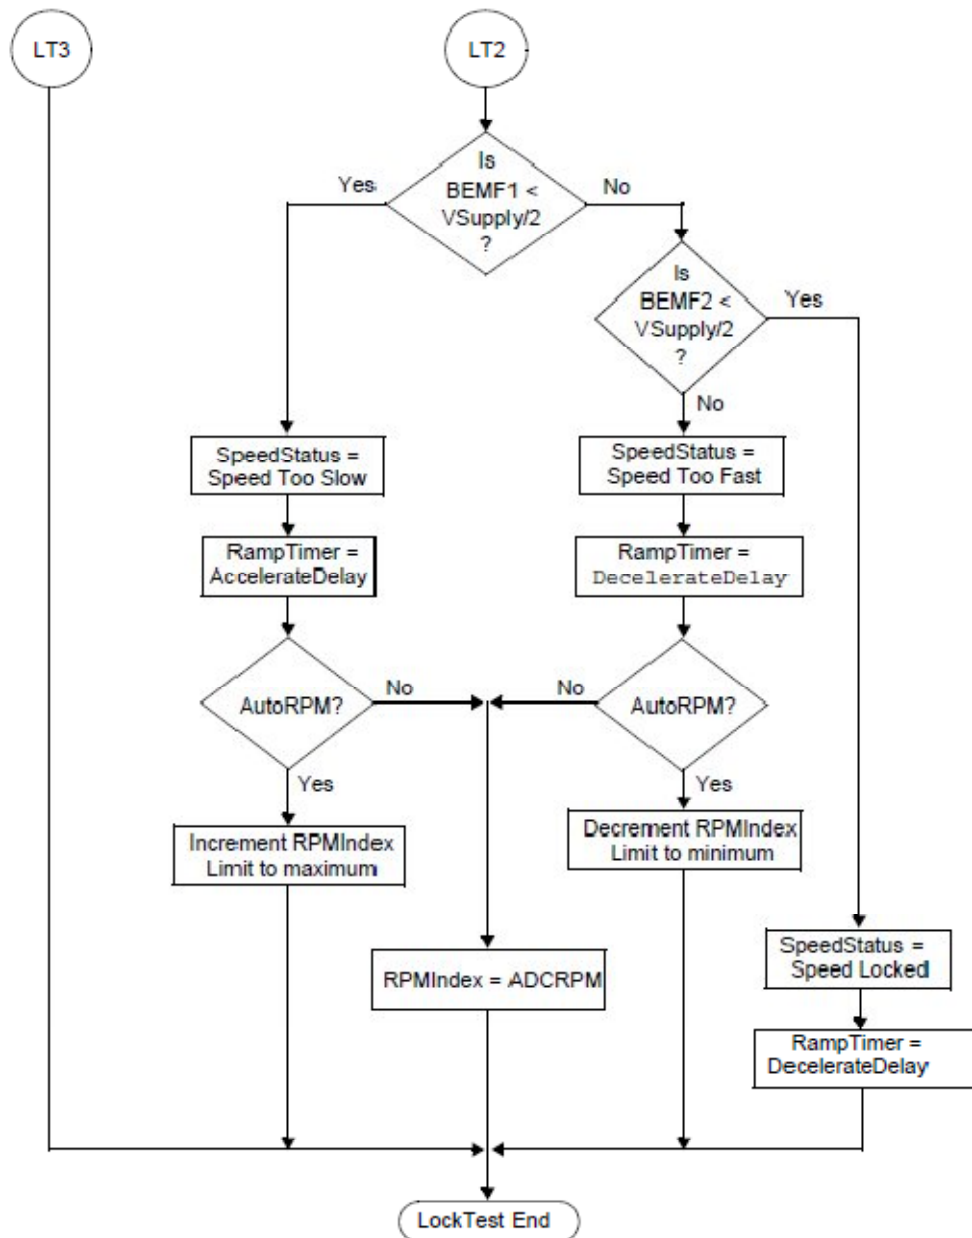 LT3
LT2
Is
BEMF1 <
VSupply/2
?
Yes
No
Is
BEMF2 <
VSupply/2
?
Yes
No
SpeedStatus =
Speed Too Slow
SpeedStatus =
Speed Too Fast
RampTimer =
AccelerateDelay
RampTimer =
DecelerateDelay
AutoRPM?
No
No
AutoRPM?
Yes
Yes
Increment RPMIndex
Limit to maximum
Decrement RPMIndex
Limit to minimum
RPMIndex = ADCRPM
SpeedStatus =
Speed Locked
RampTimer =
DecelerateDelay
LockTest End